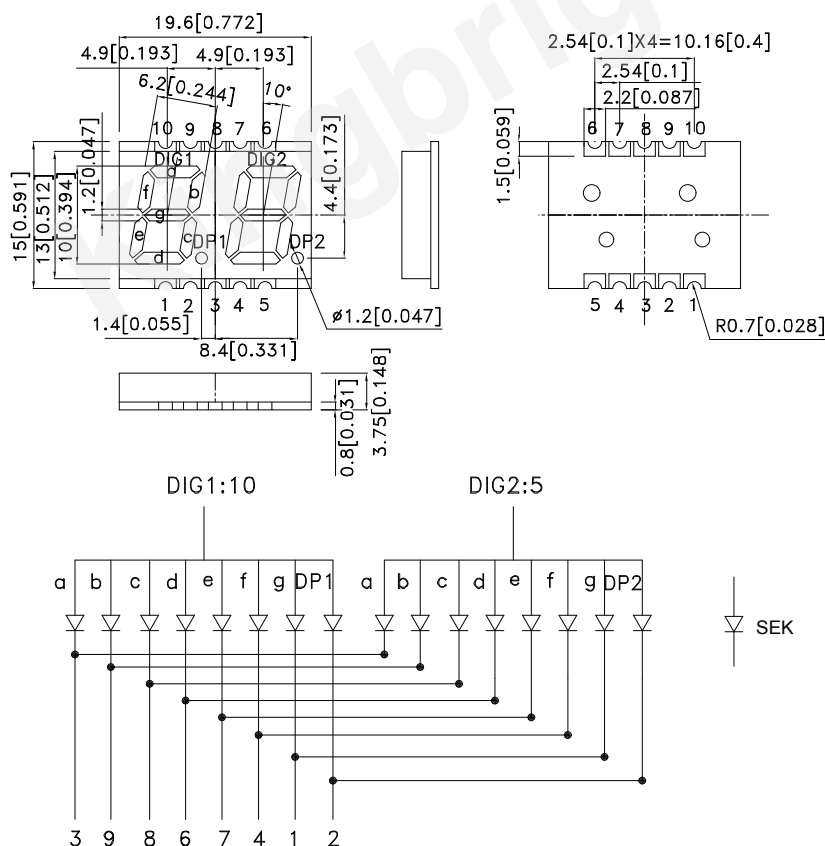 19.6[0.772]
4.9[0.193] 4.9[0.193]
6.2[0.244] 10°
10 9 8 7 6
DIG1 DIG2
a
f b
g
e c
d
DP1 DP2
15[0.591]
13[0.512]
10[0.394]
1.2[0.047]
4.4[0.173]
1 2 3 4 5
1.4[0.055]
8.4[0.331]
ø1.2[0.047]
2.54[0.1]X4=10.16[0.4]
2.54[0.1]
2.2[0.087]
6 7 8 9 10
1.5[0.059]
5 4 3 2 1
R0.7[0.028]
0.8[0.031]
3.75[0.148]
DIG1:10 DIG2:5
a b c d e f g DP1 a b c d e f g DP2
SEK
3 9 8 6 7 4 1 2
Kingbrig